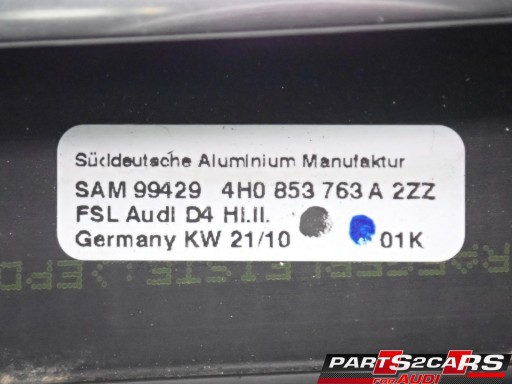 Süddeutsche Aluminium Manufaktur
SAM 99429 4H0 853 763 A 2ZZ
FSL Audi D4 Hi.li.
Germany KW 21/10 01K
PARTS2CARS
FOR AUDI